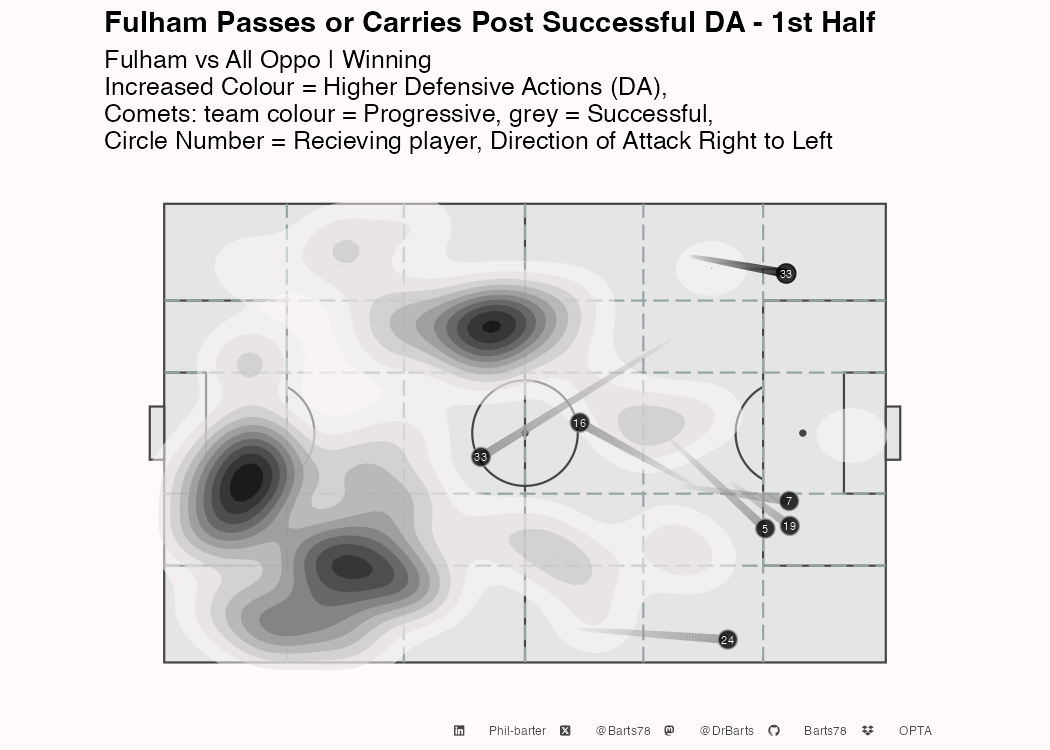 Fulham Passes or Carries Post Successful DA - 1st Half
Fulham vs All Oppo | Winning
Increased Colour = Higher Defensive Actions (DA),
Comets: team colour = Progressive, grey = Successful,
Circle Number = Recieving player, Direction of Attack Right to Left
33
16
33
7
19
5
24
Phil-barter @Barts78 @DrBarts Barts78 OPTA